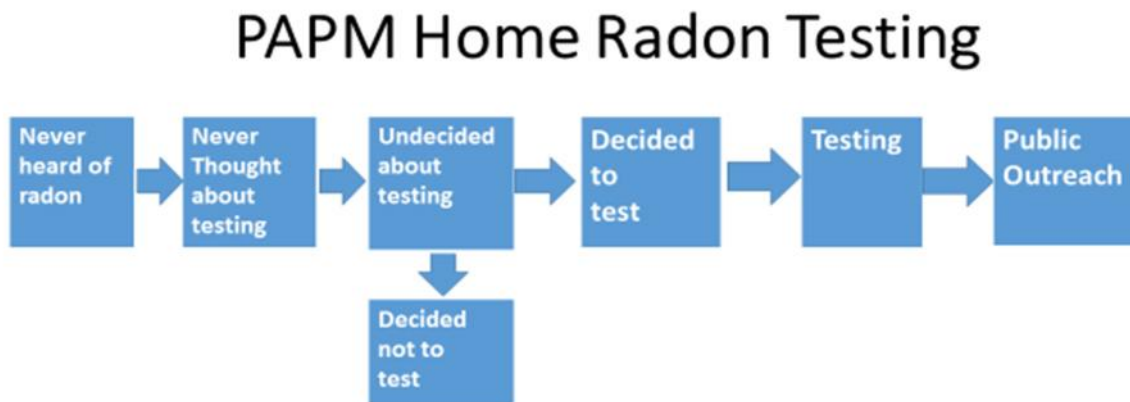 PAPM Home Radon Testing
Never
heard of
radon
Never
Thought
about
testing
Undecided
about
testing
Decided
to
test
Testing
Public
Outreach
Decided
not to
test